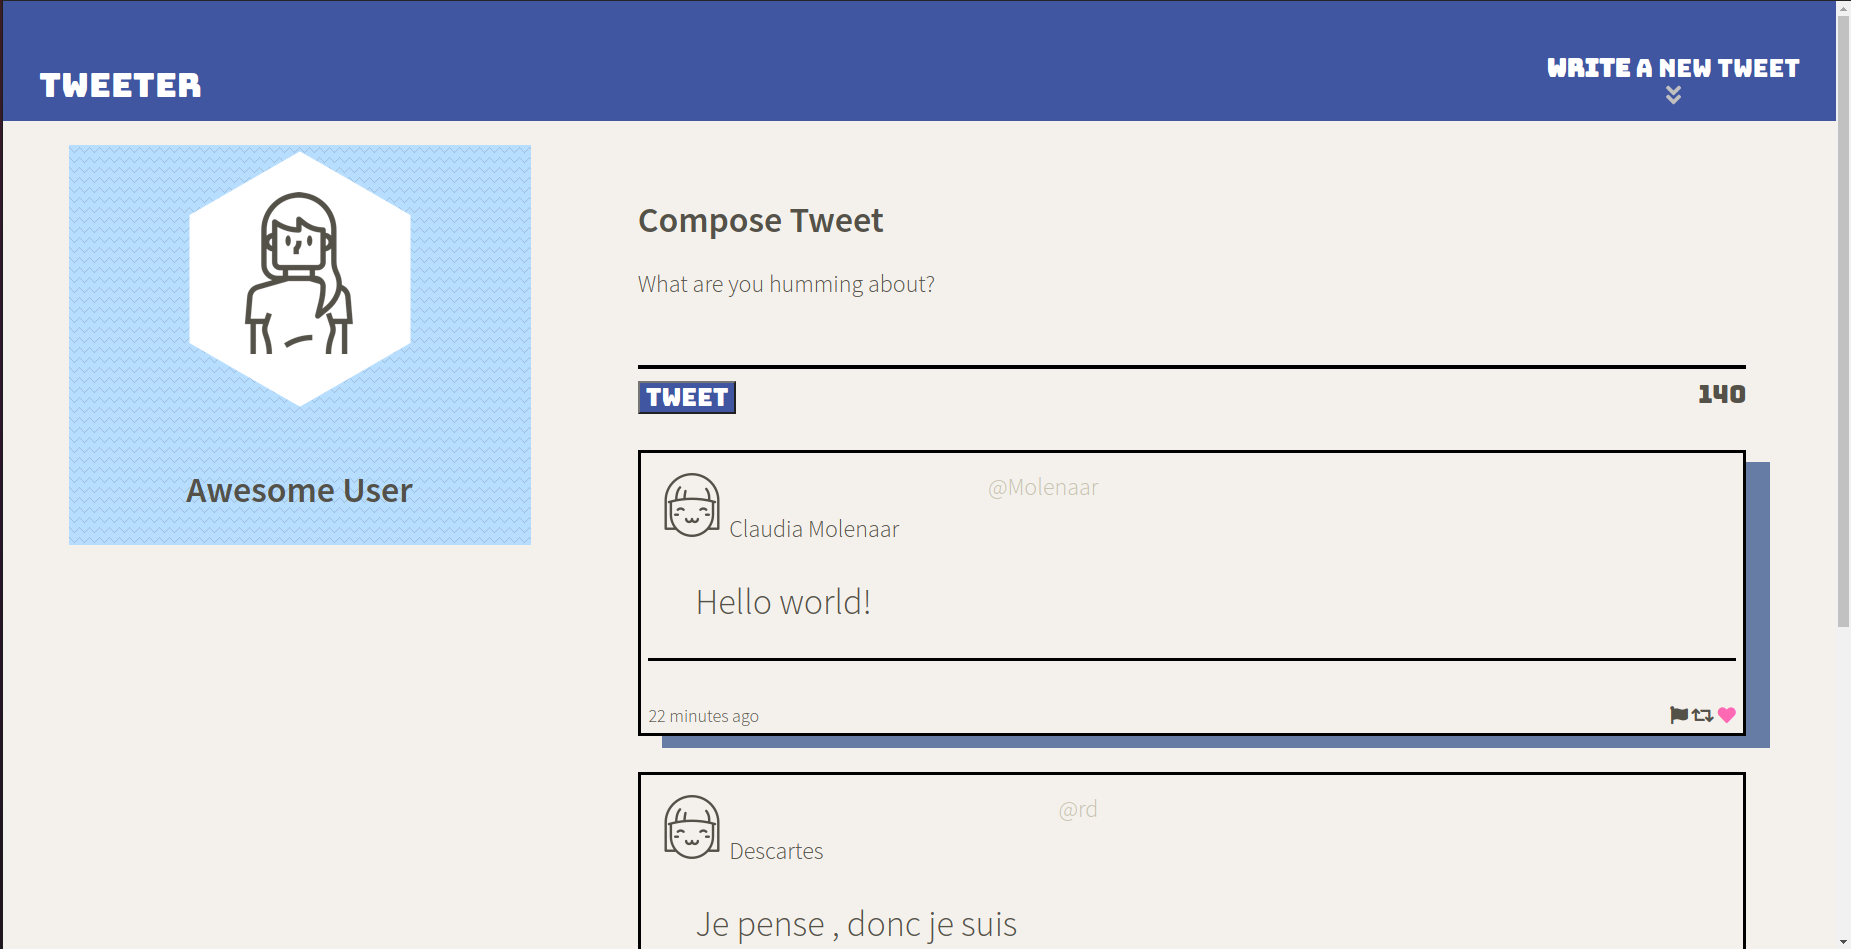 TWEETER
WRITE A NEW TWEET
Awesome User
Compose Tweet
What are you humming about?
TWEET
140
@Molenaar
Claudia Molenaar
Hello world!
22 minutes ago
@rd
Descartes
Je pense , donc je suis